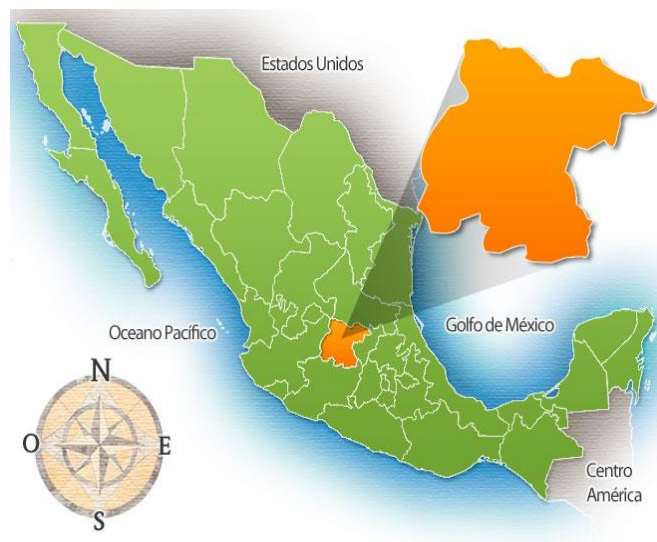 Estados Unidos
Oceano Pacífico
Golfo de México
N
O
E
S
Centro
América